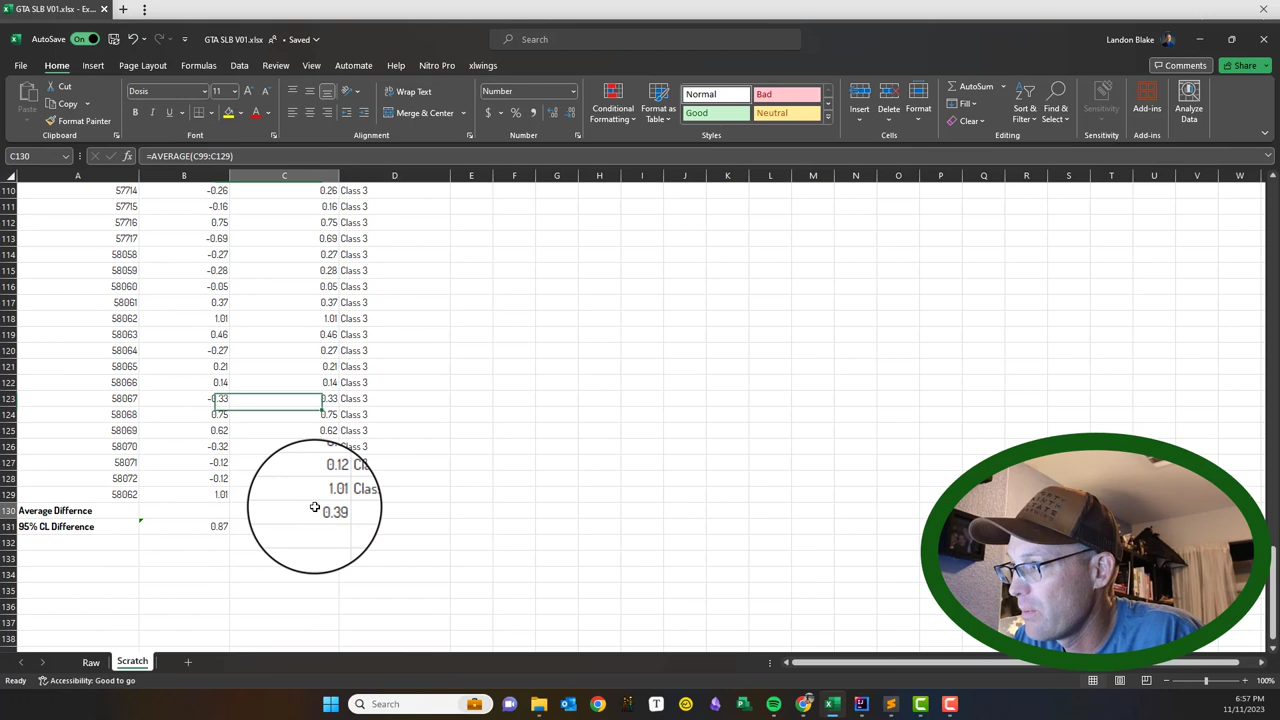 GTA SLB V01.xlsx - Ex...
AutoSave On GTA SLB V01.xlsx • Saved Search Landon Blake
File Home Insert Page Layout Formulas Data Review View Automate Help Nitro Pro xlwings Comments Share
Paste Cut Copy Format Painter Clipboard
Dosis 11 B I U Font
Wrap Text Merge & Center Alignment
Number $ % Number
Conditional Formatting Format as Table Normal Bad Good Neutral Styles
Insert Delete Format Cells
AutoSum Fill Clear Sort & Filter Find & Select Editing
Sensitivity Sensitivity Add-ins Add-ins Analyze Data
C130 fx =AVERAGE(C99:C129)
A B C D E F G H I J K L M N O P Q R S T U V W
110 57714 -0.26 0.26 Class 3
111 57715 -0.16 0.16 Class 3
112 57716 0.75 0.75 Class 3
113 57717 -0.69 0.69 Class 3
114 58058 -0.27 0.27 Class 3
115 58059 -0.28 0.28 Class 3
116 58060 -0.05 0.05 Class 3
117 58061 0.37 0.37 Class 3
118 58062 1.01 1.01 Class 3
119 58063 0.46 0.46 Class 3
120 58064 -0.27 0.27 Class 3
121 58065 0.21 0.21 Class 3
122 58066 0.14 0.14 Class 3
123 58067 -0.33 0.33 Class 3
124 58068 0.75 0.75 Class 3
125 58069 0.62 0.62 Class 3
126 58070 -0.32 Class 3
127 58071 -0.12 0.12
128 58072 -0.12 1.01 Clas
129 58062 1.01
130 Average Differnce 0.39
131 95% CL Difference 0.87
132
133
134
135
136
137
138
Raw Scratch
Ready Accessibility: Good to go 100%
Search 6:57 PM
11/11/2023